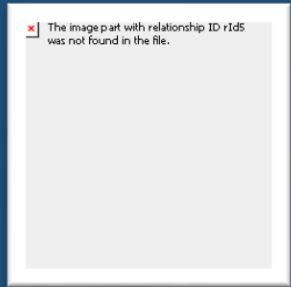 The image part with relationship ID rId5
was not found in the file.